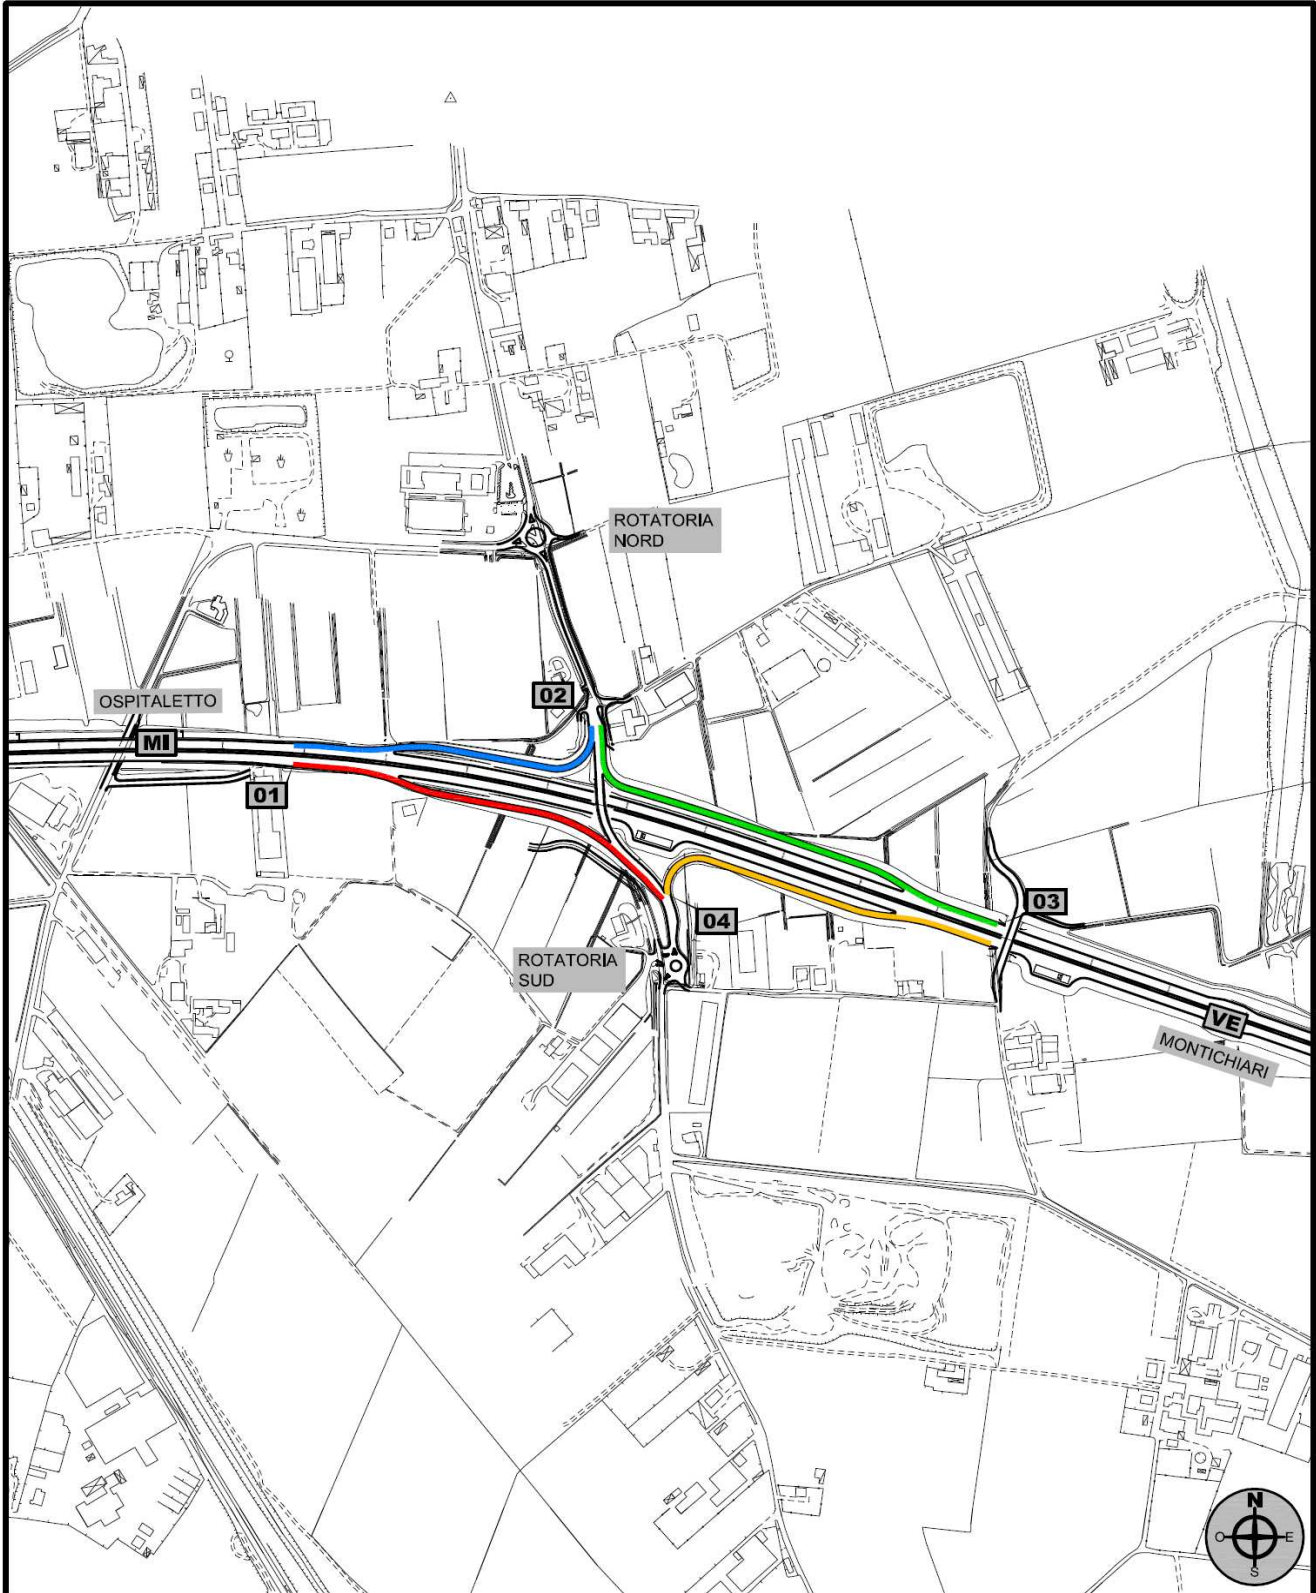 ROTATORIA
NORD
02
OSPITALETTO
MI
01
03
04
ROTATORIA
SUD
VE
MONTICHIARI
N
O
E
S